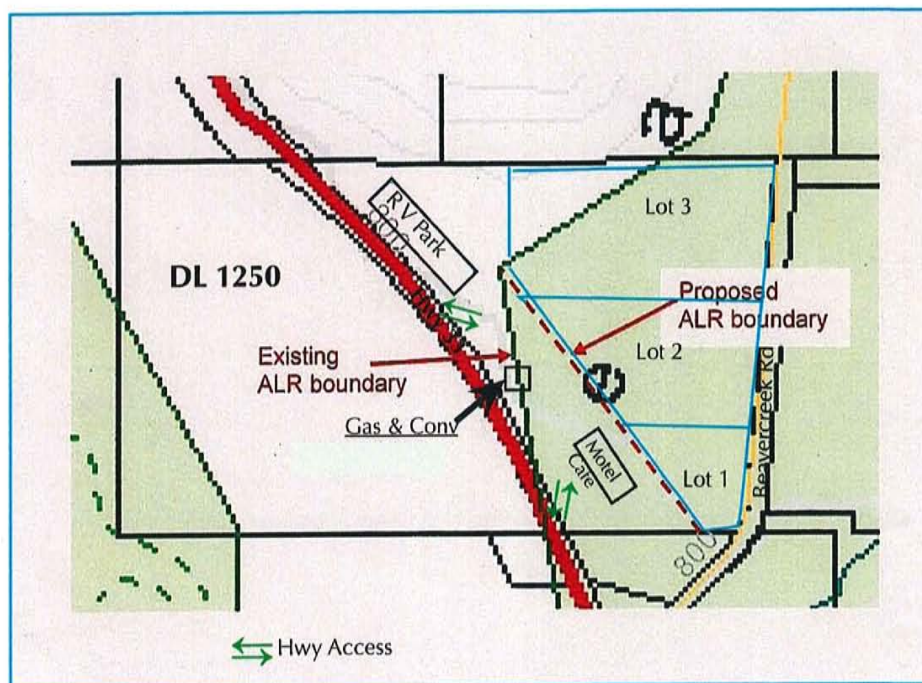 RV Park
Lot 3
DL 1250
Proposed
ALR boundary
Existing
ALR boundary
Lot 2
Gas & Conv
Motel
Cafe
Lot 1
Beavercreek Rd
800
Hwy Access